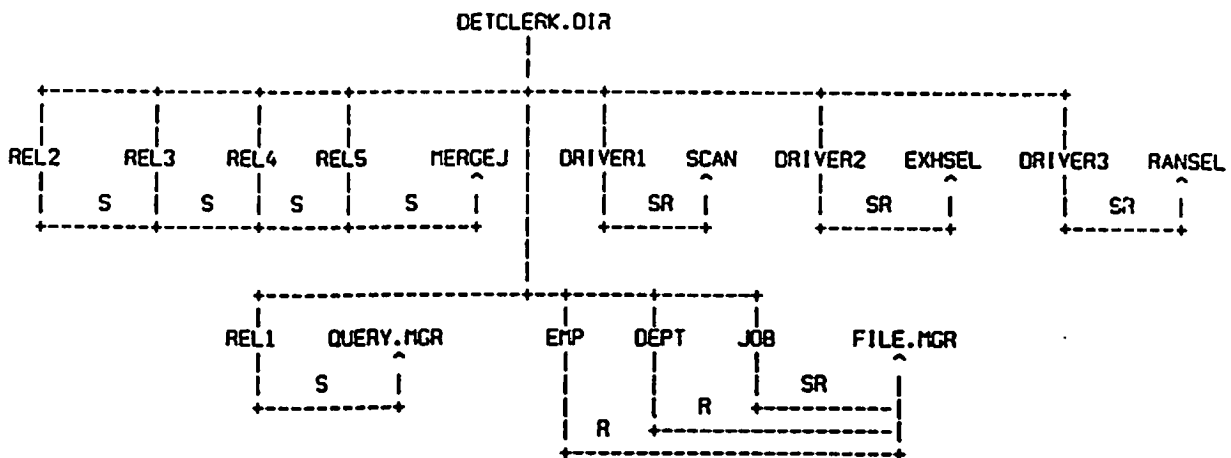 DETCLERK.DIR
REL2 REL3 REL4 REL5 MERGEJ DRIVER1 SCAN DRIVER2 EXHSEL DRIVER3 RANSEL
S S S S SR SR SR
REL1 QUERY.MGR EMP DEPT JOB FILE.MGR
S SR
R
R